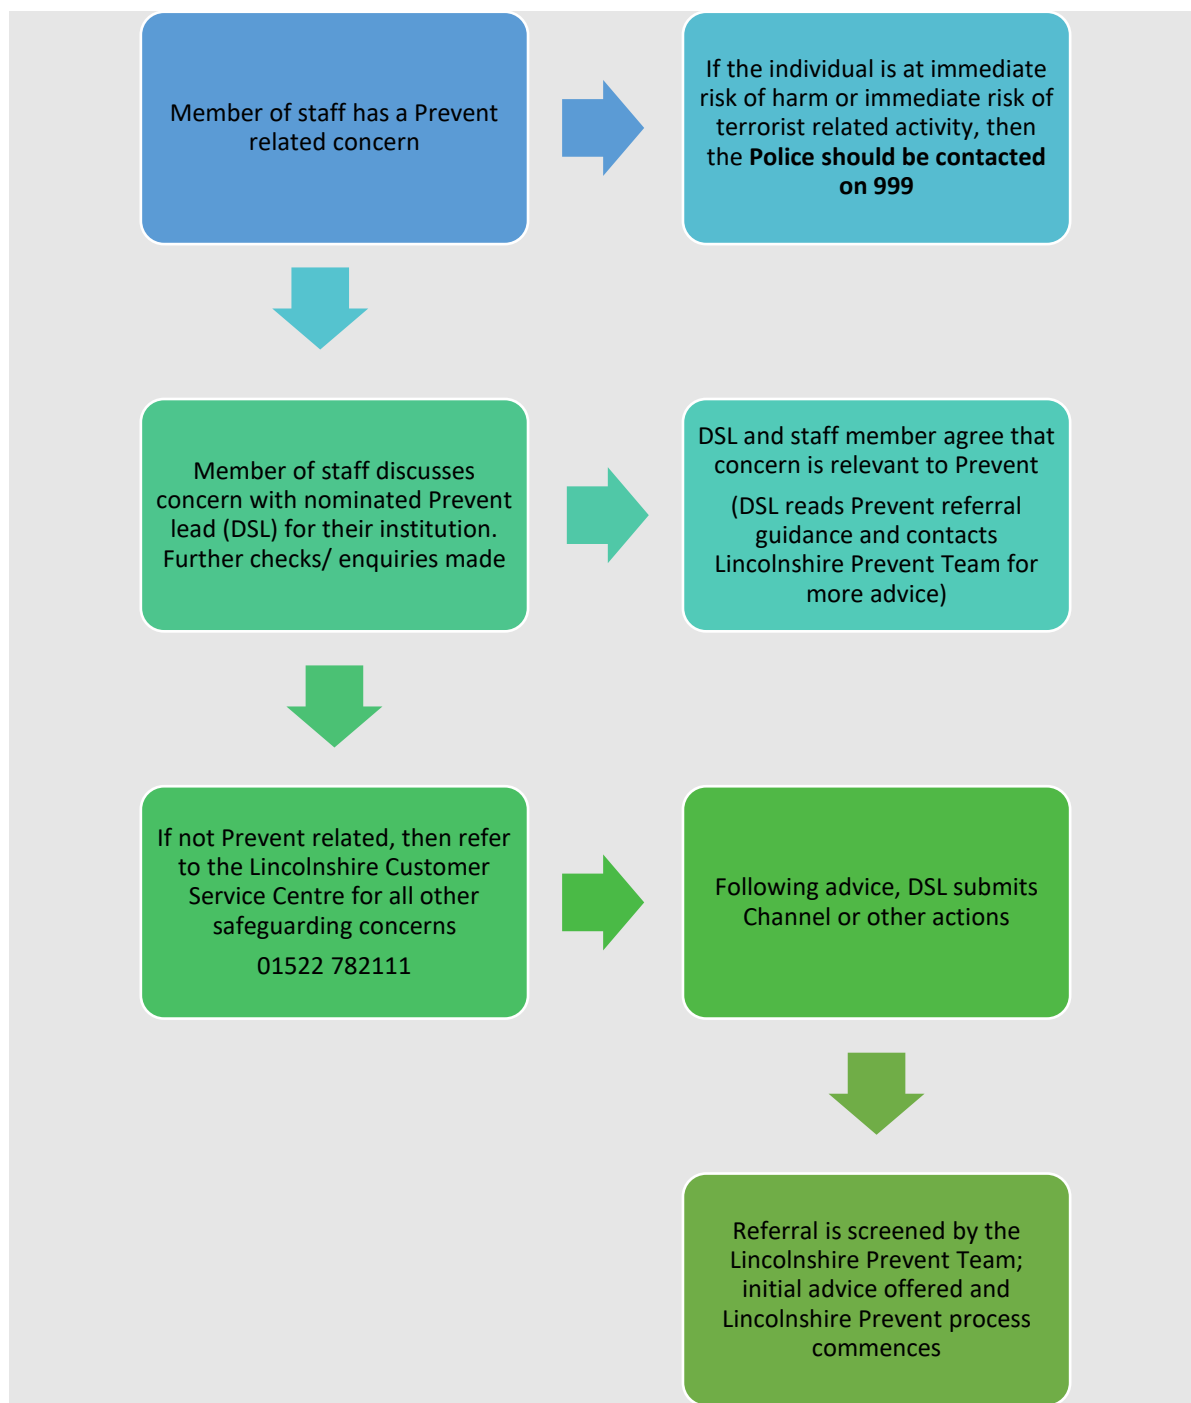 Member of staff has a Prevent
related concern
If the individual is at immediate
risk of harm or immediate risk of
terrorist related activity, then
the Police should be contacted
on 999
Member of staff discusses
concern with nominated Prevent
lead (DSL) for their institution.
Further checks/ enquiries made
DSL and staff member agree that
concern is relevant to Prevent
(DSL reads Prevent referral
guidance and contacts
Lincolnshire Prevent Team for
more advice)
If not Prevent related, then refer
to the Lincolnshire Customer
Service Centre for all other
safeguarding concerns
01522 782111
Following advice, DSL submits
Channel or other actions
Referral is screened by the
Lincolnshire Prevent Team;
initial advice offered and
Lincolnshire Prevent process
commences